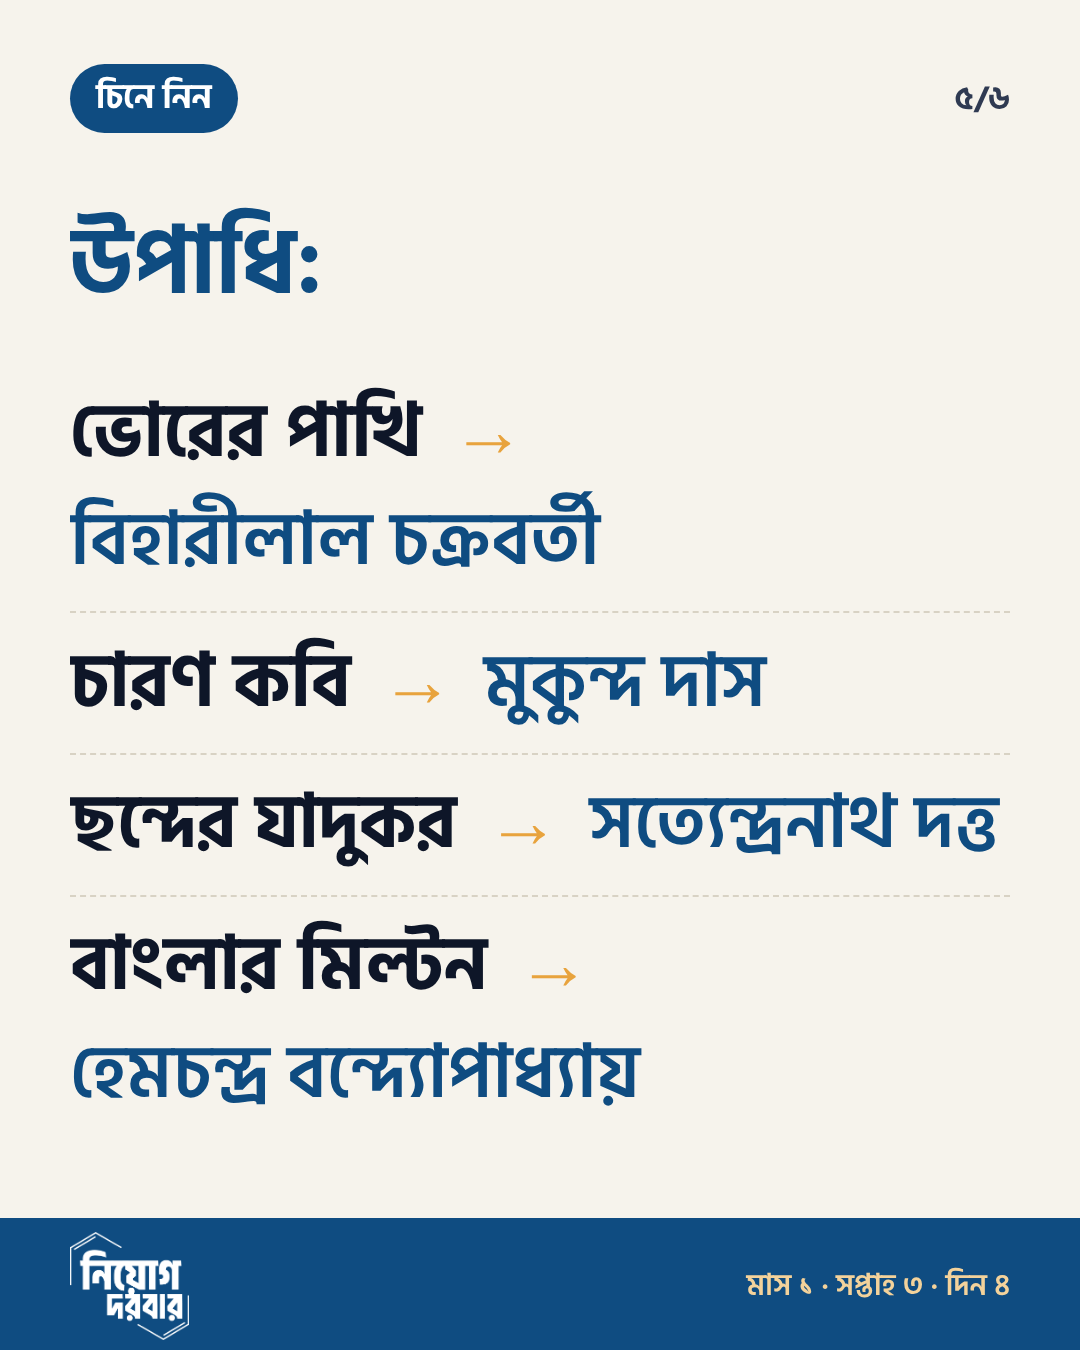 চিনে নিন
৫/৬
উপাধি:
ভোরের পাখি →
বিহারীলাল চক্রবর্তী
চারণ কবি → মুকুন্দ দাস
ছন্দের যাদুকর → সত্যেন্দ্রনাথ দত্ত
বাংলার মিল্টন →
হেমচন্দ্র বন্দ্যোপাধ্যায়
নিয়োগ
দরবার
মাস ১ · সপ্তাহ ৩ · দিন ৪